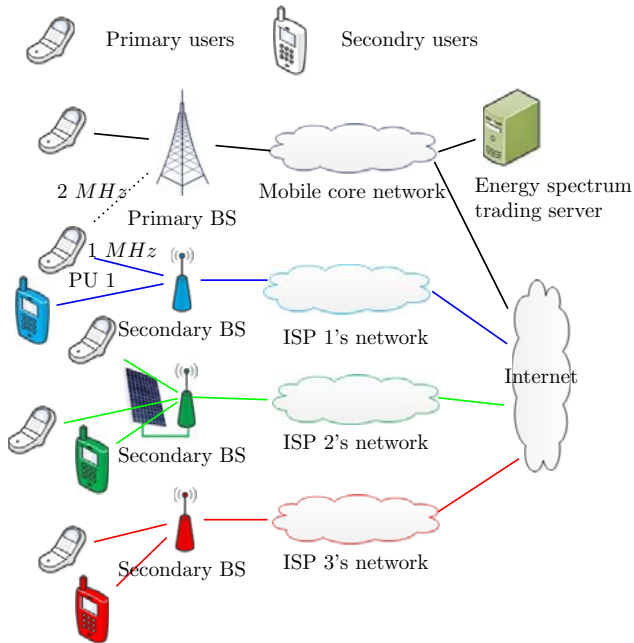 Primary users
Secondry users
2 MHz
Primary BS
Mobile core network
Energy spectrum
trading server
1 MHz
PU 1
Secondary BS
ISP 1's network
Internet
Secondary BS
ISP 2's network
Secondary BS
ISP 3's network